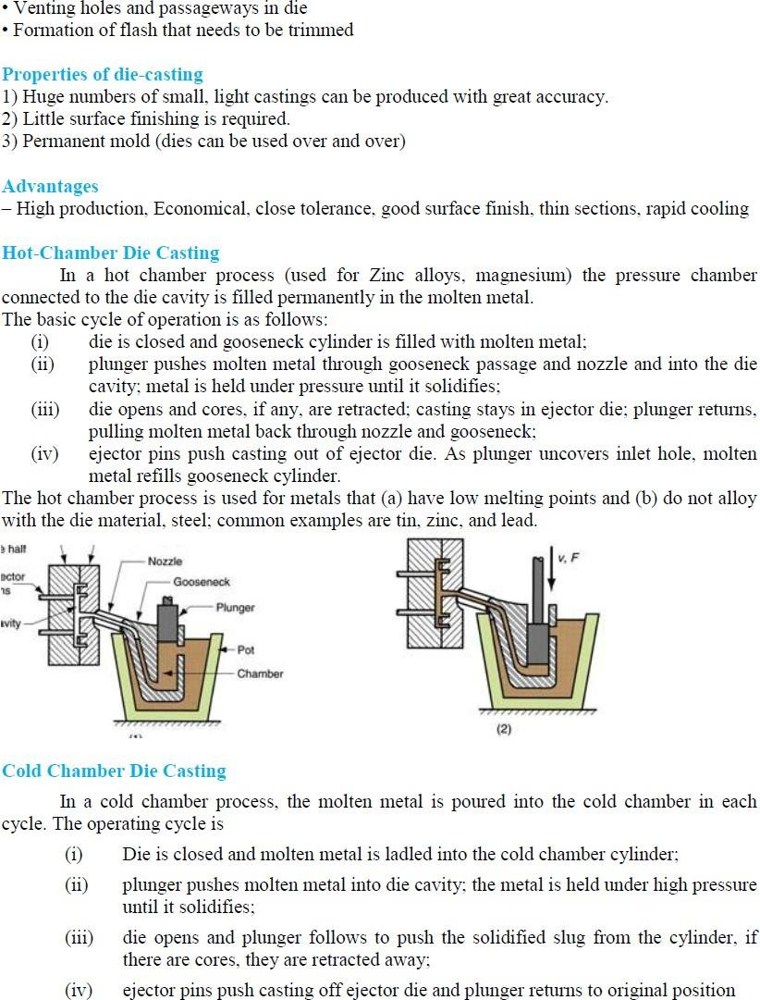 • Venting holes and passageways in die
• Formation of flash that needs to be trimmed
Properties of die-casting
1) Huge numbers of small, light castings can be produced with great accuracy.
2) Little surface finishing is required.
3) Permanent mold (dies can be used over and over)
Advantages
– High production, Economical, close tolerance, good surface finish, thin sections, rapid cooling
Hot-Chamber Die Casting
In a hot chamber process (used for Zinc alloys, magnesium) the pressure chamber
connected to the die cavity is filled permanently in the molten metal.
The basic cycle of operation is as follows:
(i) die is closed and gooseneck cylinder is filled with molten metal;
(ii) plunger pushes molten metal through gooseneck passage and nozzle and into the die
cavity; metal is held under pressure until it solidifies;
(iii) die opens and cores, if any, are retracted; casting stays in ejector die; plunger returns,
pulling molten metal back through nozzle and gooseneck;
(iv) ejector pins push casting out of ejector die. As plunger uncovers inlet hole, molten
metal refills gooseneck cylinder.
The hot chamber process is used for metals that (a) have low melting points and (b) do not alloy
with the die material, steel; common examples are tin, zinc, and lead.
half
Nozzle
Gooseneck
Plunger
Pot
Chamber
v, F
(2)
Cold Chamber Die Casting
In a cold chamber process, the molten metal is poured into the cold chamber in each
cycle. The operating cycle is
(i) Die is closed and molten metal is ladled into the cold chamber cylinder;
(ii) plunger pushes molten metal into die cavity; the metal is held under high pressure
until it solidifies;
(iii) die opens and plunger follows to push the solidified slug from the cylinder, if
there are cores, they are retracted away;
(iv) ejector pins push casting off ejector die and plunger returns to original position